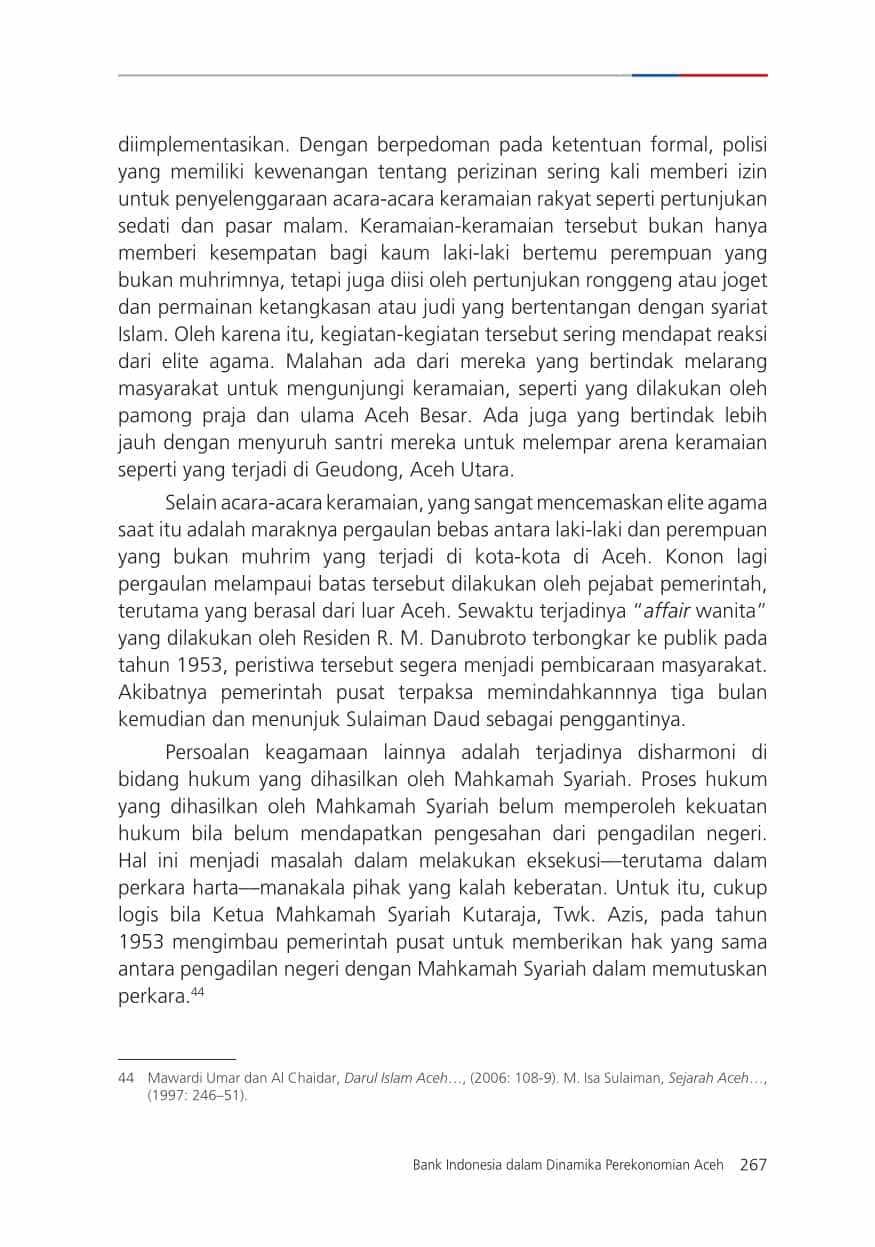 diimplementasikan. Dengan berpedoman pada ketentuan formal, polisi
yang memiliki kewenangan tentang perizinan sering kali memberi izin
untuk penyelenggaraan acara-acara keramaian rakyat seperti pertunjukan
sedati dan pasar malam. Keramaian-keramaian tersebut bukan hanya
memberi kesempatan bagi kaum laki-laki bertemu perempuan yang
bukan muhrimnya, tetapi juga diisi oleh pertunjukan ronggeng atau joget
dan permainan ketangkasan atau judi yang bertentangan dengan syariat
Islam. Oleh karena itu, kegiatan-kegiatan tersebut sering mendapat reaksi
dari elite agama. Malahan ada dari mereka yang bertindak melarang
masyarakat untuk mengunjungi keramaian, seperti yang dilakukan oleh
pamong praja dan ulama Aceh Besar. Ada juga yang bertindak lebih
jauh dengan menyuruh santri mereka untuk melempar arena keramaian
seperti yang terjadi di Geudong, Aceh Utara.
Selain acara-acara keramaian, yang sangat mencemaskan elite agama
saat itu adalah maraknya pergaulan bebas antara laki-laki dan perempuan
yang bukan muhrim yang terjadi di kota-kota di Aceh. Konon lagi
pergaulan melampaui batas tersebut dilakukan oleh pejabat pemerintah,
terutama yang berasal dari luar Aceh. Sewaktu terjadinya “affair wanita”
yang dilakukan oleh Residen R. M. Danubroto terbongkar ke publik pada
tahun 1953, peristiwa tersebut segera menjadi pembicaraan masyarakat.
Akibatnya pemerintah pusat terpaksa memindahkannnya tiga bulan
kemudian dan menunjuk Sulaiman Daud sebagai penggantinya.
Persoalan keagamaan lainnya adalah terjadinya disharmoni di
bidang hukum yang dihasilkan oleh Mahkamah Syariah. Proses hukum
yang dihasilkan oleh Mahkamah Syariah belum memperoleh kekuatan
hukum bila belum mendapatkan pengesahan dari pengadilan negeri.
Hal ini menjadi masalah dalam melakukan eksekusi—terutama dalam
perkara harta—manakala pihak yang kalah keberatan. Untuk itu, cukup
logis bila Ketua Mahkamah Syariah Kutaraja, Twk. Azis, pada tahun
1953 mengimbau pemerintah pusat untuk memberikan hak yang sama
antara pengadilan negeri dengan Mahkamah Syariah dalam memutuskan
perkara.44
44 Mawardi Umar dan Al Chaidar, Darul Islam Aceh…, (2006: 108-9). M. Isa Sulaiman, Sejarah Aceh…,
(1997: 246–51).
Bank Indonesia dalam Dinamika Perekonomian Aceh 267